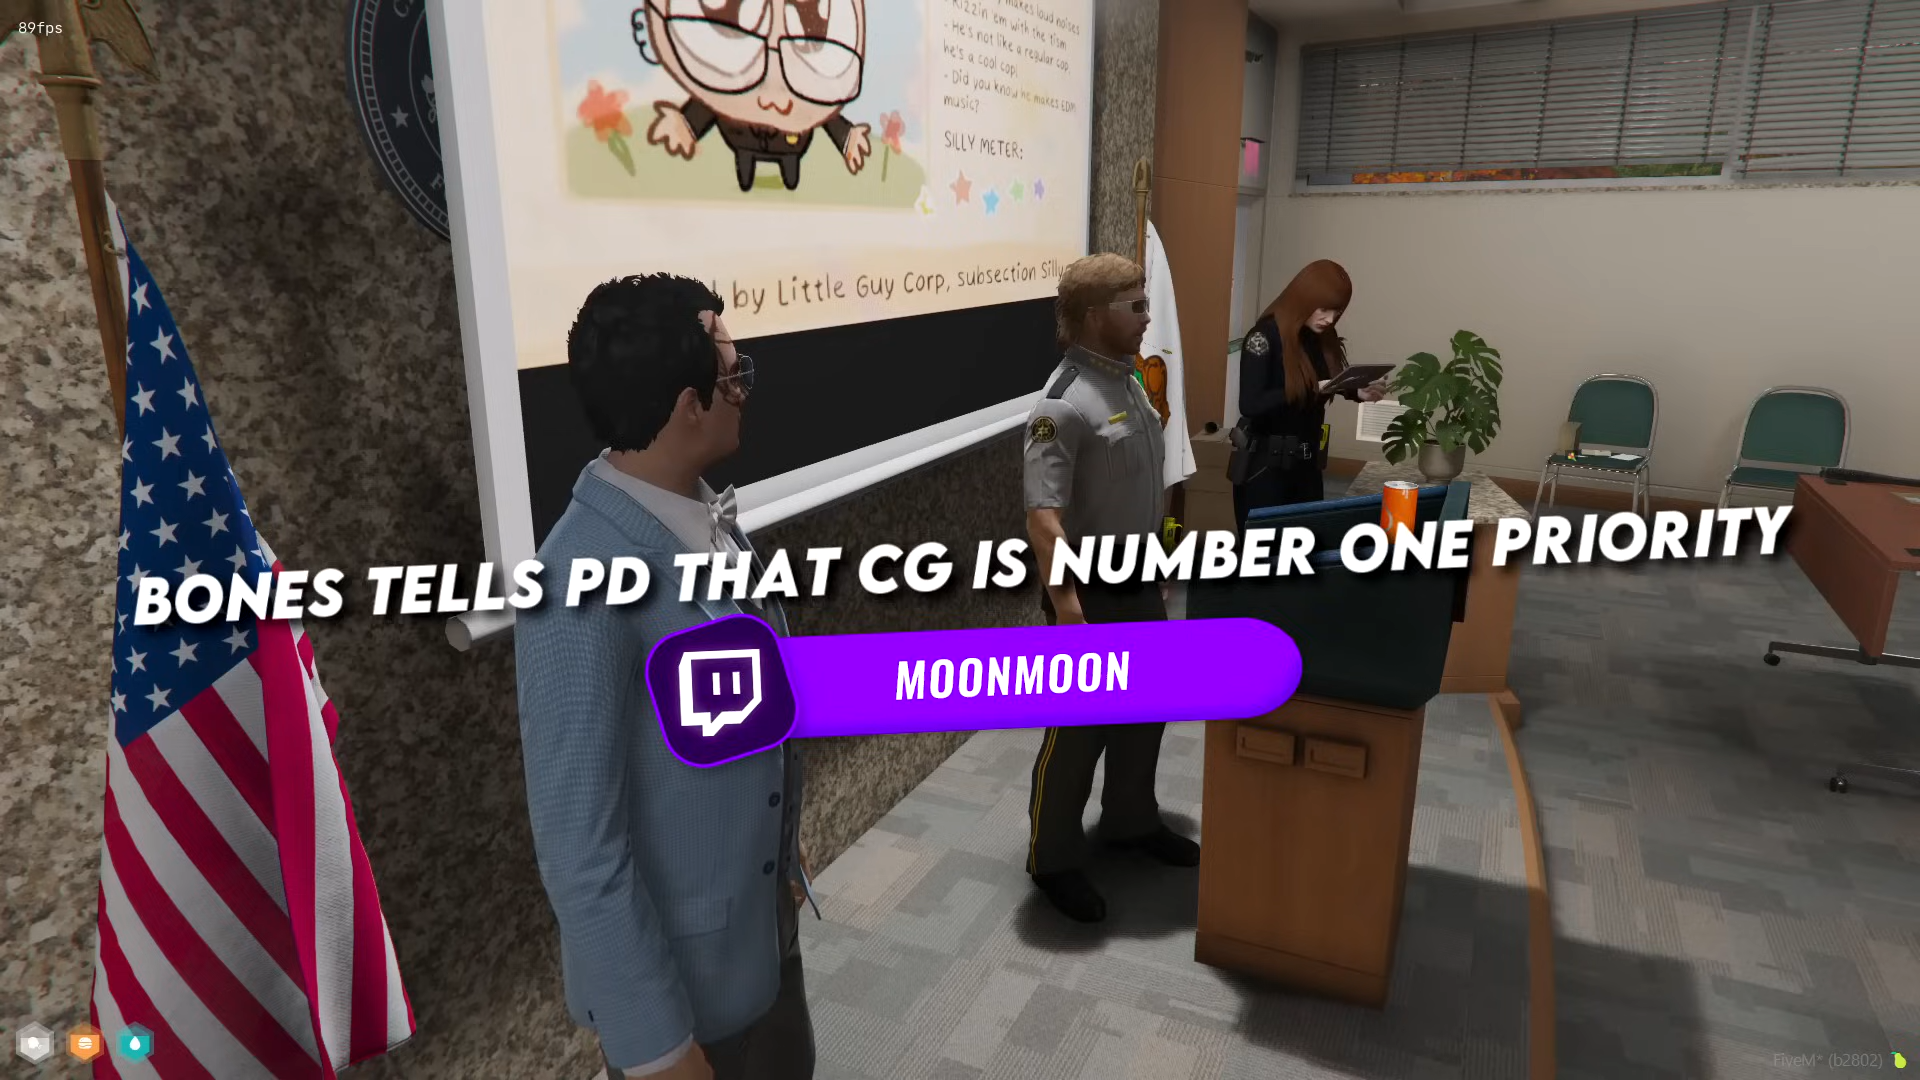 89fps
makes loud noises
- Rizzin em with the tism
- He's not like a regular cop,
he's a cool cop!
- Did you know he makes EDM
music?
SILLY METER:
by Little Guy Corp, subsection Silly
BONES TELLS PD THAT CG IS NUMBER ONE PRIORITY
MOONMOON
FiveM* (b2802)